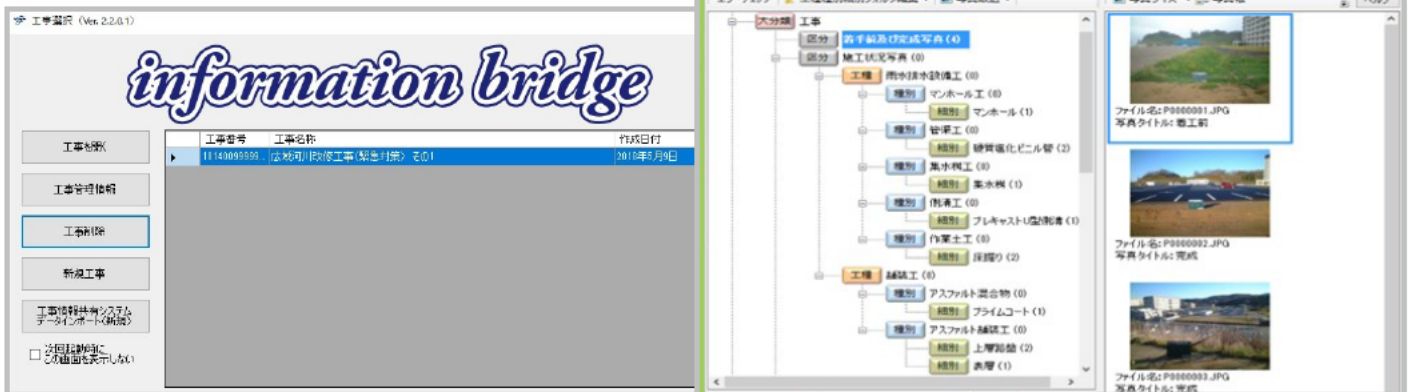 工事選択 (Ver. 2.2.0.1)
information bridge
工事を開く
工事管理情報
工事削除
新規工事
工事情報共有システム
データインポート(新規)
次回起動時に
この画面を表示しない
工事番号 工事名称 作成日付
11140099999.. 広域河川改修工事(緊急対策) その1 2018年5月9日
大分類 工事
区分 着手前及び完成写真 (4)
区分 施工状況写真 (0)
工種 雨水排水設備工 (0)
種別 マンホール工 (0)
細別 マンホール (1)
種別 管渠工 (0)
細別 硬質塩化ビニル管 (2)
種別 集水桝工 (0)
細別 集水桝 (1)
種別 側溝工 (0)
細別 プレキャストU型側溝 (1)
種別 作業土工 (0)
細別 床掘り (2)
工種 舗装工 (0)
種別 アスファルト混合物 (0)
細別 プライムコート (1)
種別 アスファルト舗装工 (0)
細別 上層路盤 (2)
細別 表層 (1)
ファイル名: P0000001.JPG
写真タイトル: 着工前
ファイル名: P0000002.JPG
写真タイトル: 完成
ファイル名: P0000003.JPG
写真タイトル: 完成